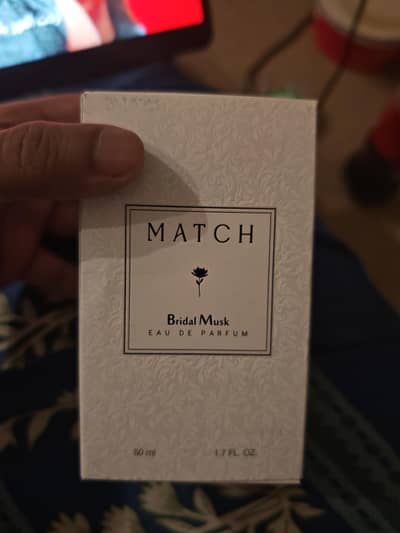 MATCH
Bridal Musk
EAU DE PARFUM
50 ml 1.7 FL. OZ.